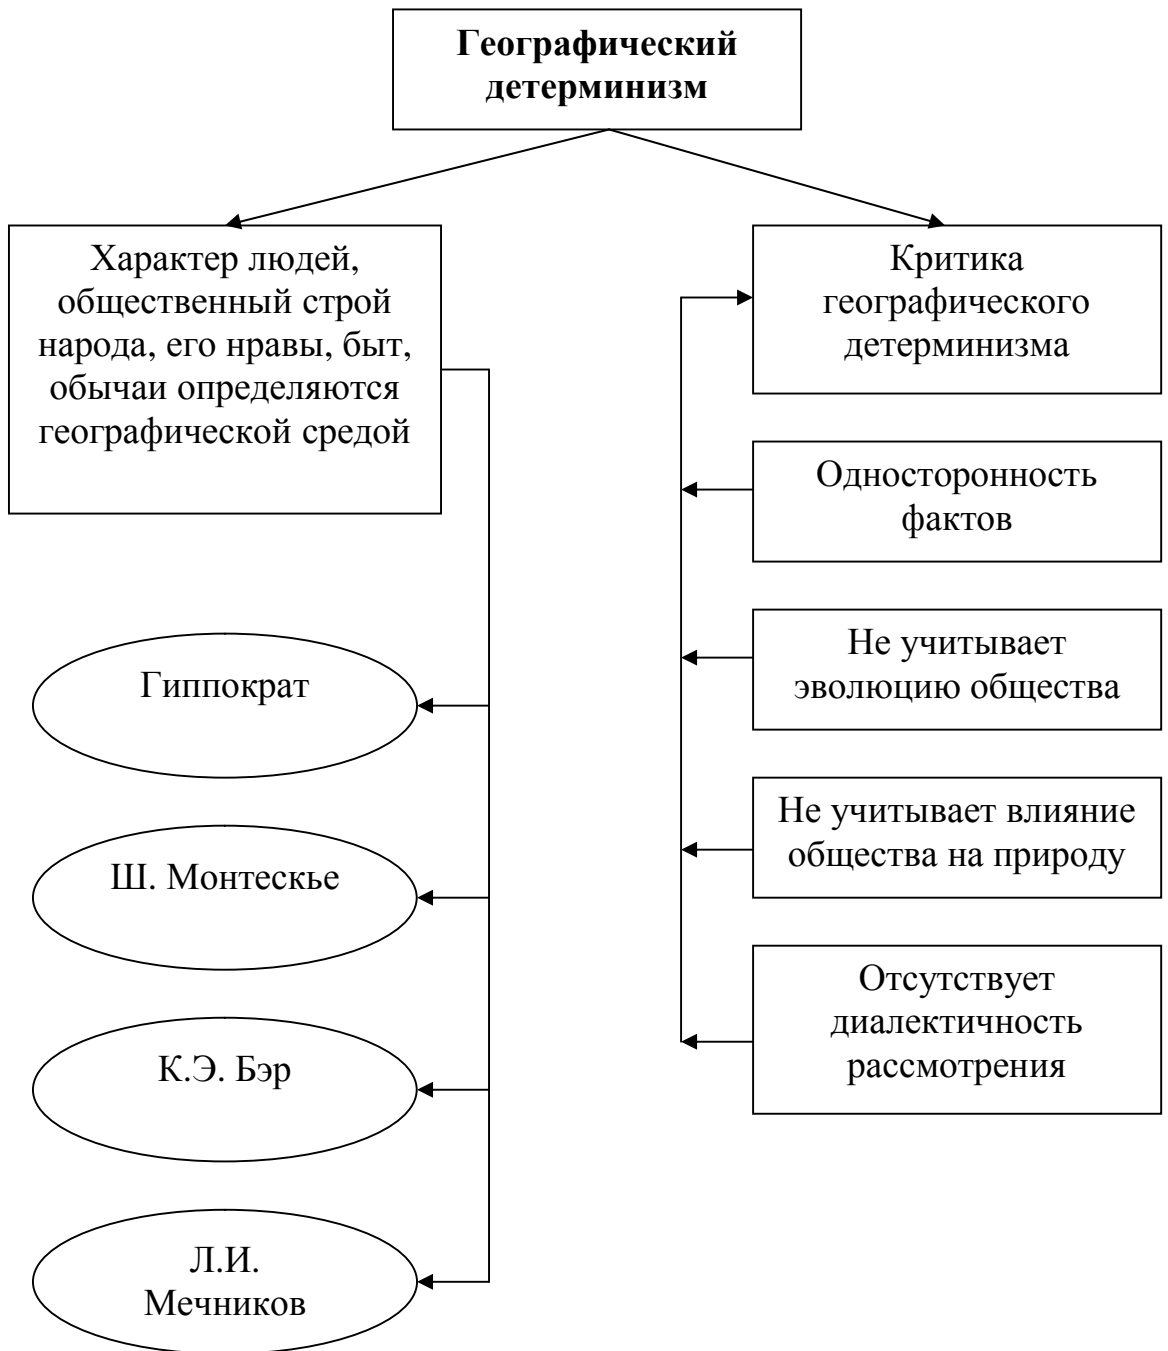 Географический
детерминизм
Характер людей,
общественный строй
народа, его нравы, быт,
обычаи определяются
географической средой
Гиппократ
Ш. Монтескье
К.Э. Бэр
Л.И.
Мечников
Критика
географического
детерминизма
Односторонность
фактов
Не учитывает
эволюцию общества
Не учитывает влияние
общества на природу
Отсутствует
диалектичность
рассмотрения